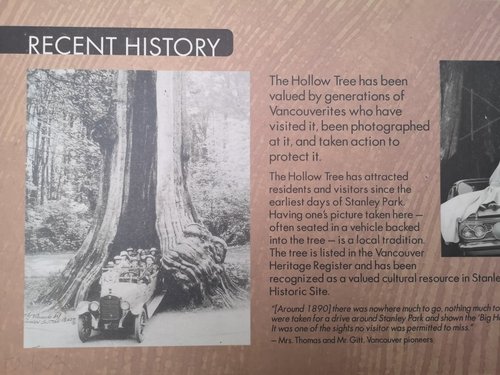 RECENT HISTORY
The Hollow Tree has been
valued by generations of
Vancouverites who have
visited it, been photographed
at it, and taken action to
protect it.
The Hollow Tree has attracted
residents and visitors since the
earliest days of Stanley Park.
Having one's picture taken here —
often seated in a vehicle backed
into the tree — is a local tradition.
The tree is listed in the Vancouver
Heritage Register and has been
recognized as a valued cultural resource in Stanle
Historic Site.
"[Around 1890] there was nowhere much to go, nothing much to
were taken for a drive around Stanley Park and shown the 'Big H
It was one of the sights no visitor was permitted to miss."
— Mrs. Thomas and Mr. Gitt, Vancouver pioneers